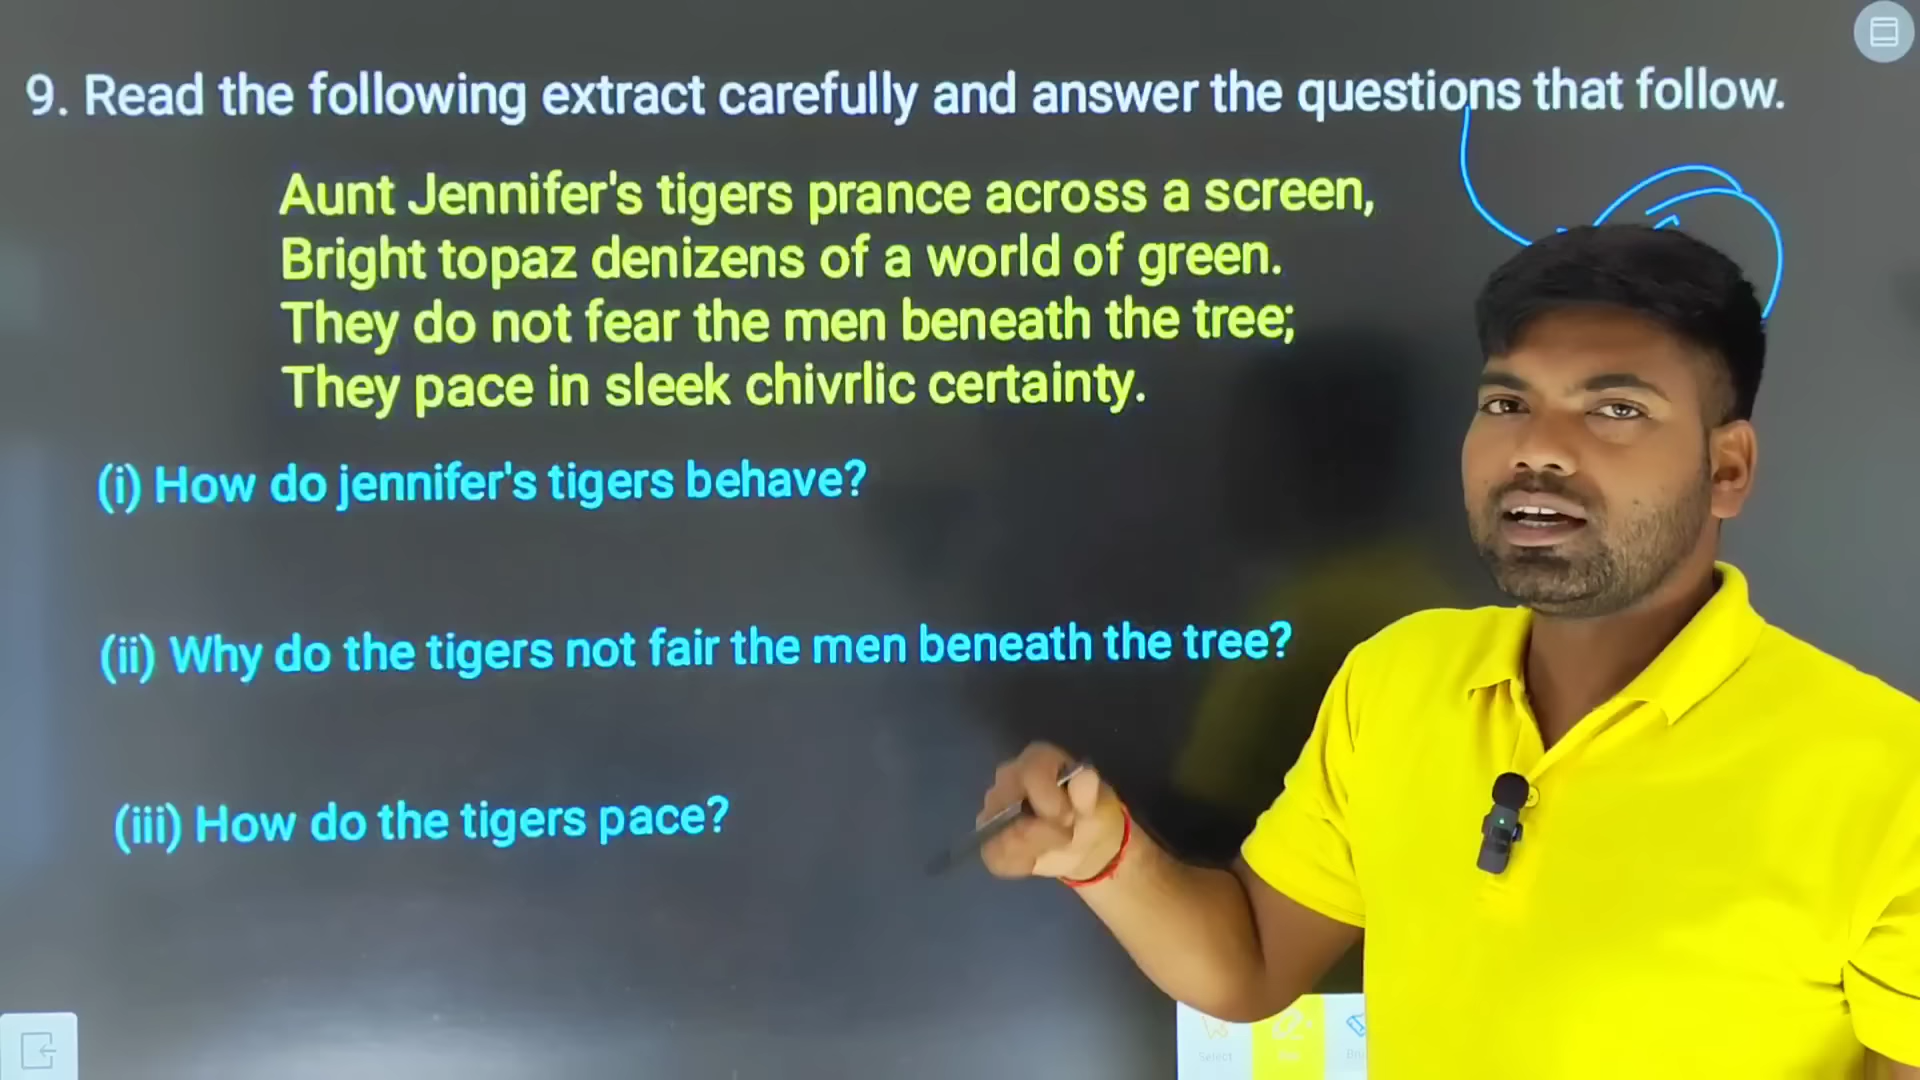 9. Read the following extract carefully and answer the questions that follow.
Aunt Jennifer's tigers prance across a screen,
Bright topaz denizens of a world of green.
They do not fear the men beneath the tree;
They pace in sleek chivrlic certainty.
(i) How do jennifer's tigers behave?
(ii) Why do the tigers not fair the men beneath the tree?
(iii) How do the tigers pace?
Select